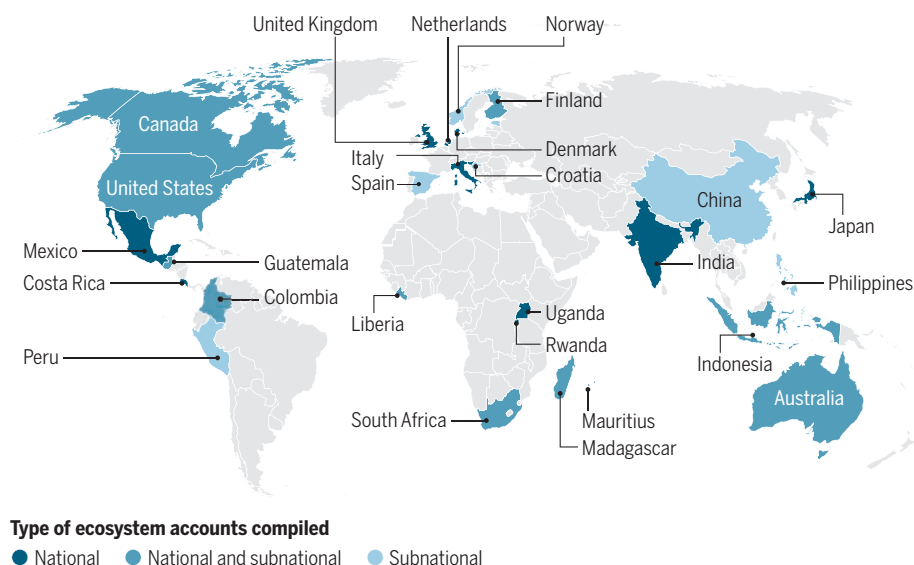 United Kingdom
Netherlands
Norway
Canada
Finland
Denmark
Italy
Croatia
Spain
United States
China
Japan
Mexico
Guatemala
India
Costa Rica
Colombia
Philippines
Liberia
Uganda
Rwanda
Peru
Indonesia
Australia
South Africa
Mauritius
Madagascar
Type of ecosystem accounts compiled
National
National and subnational
Subnational